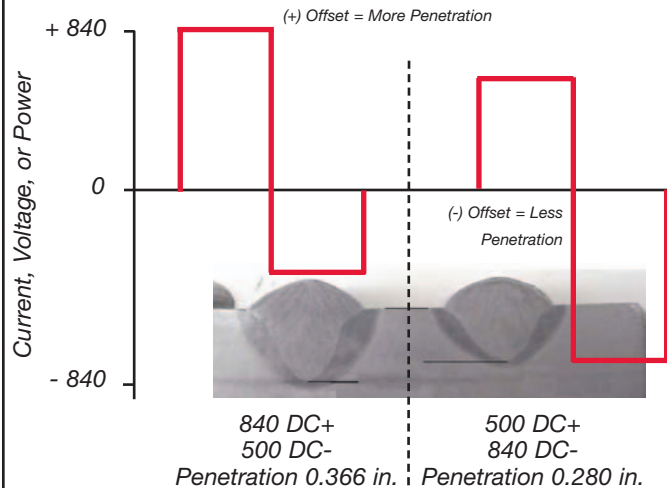 (+) Offset = More Penetration
+ 840
Current, Voltage, or Power
0
(-) Offset = Less
Penetration
- 840
840 DC+
500 DC-
Penetration 0.366 in.
500 DC+
840 DC-
Penetration 0.280 in.